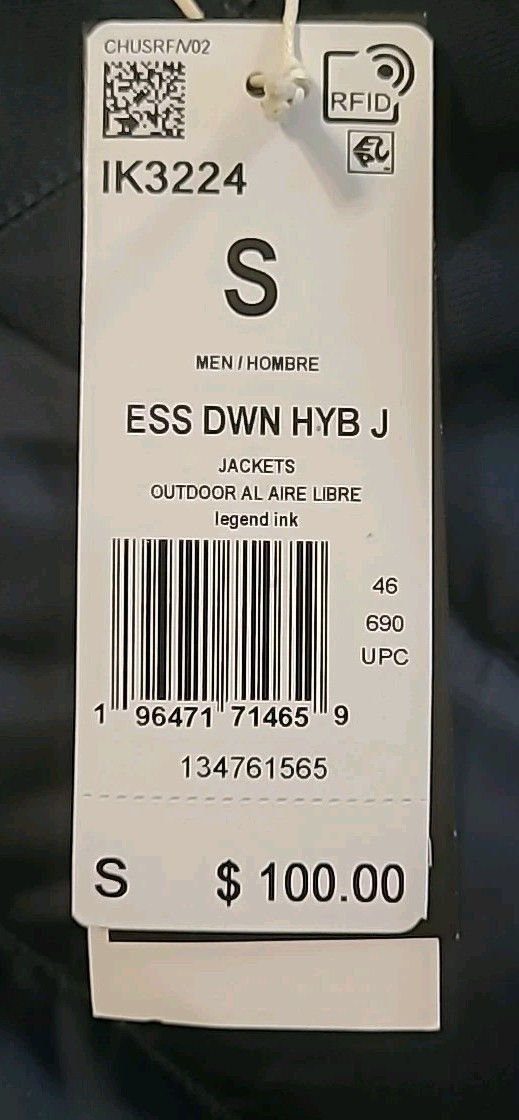 CHUSRF/V02
RFID
IK3224
S
MEN / HOMBRE
ESS DWN HYB J
JACKETS
OUTDOOR AL AIRE LIBRE
legend ink
46
690
UPC
1 96471 71465 9
134761565
S $ 100.00